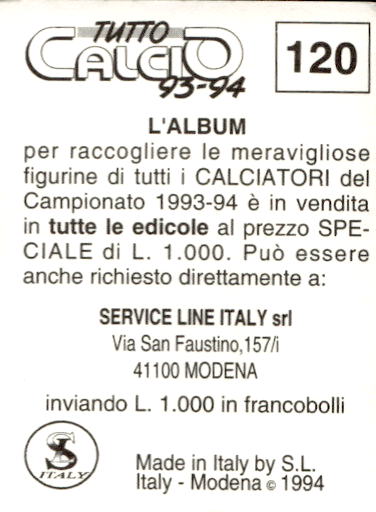 TUTTO
CALCIO
93-94
120
L'ALBUM
per raccogliere le meravigliose
figurine di tutti i CALCIATORI del
Campionato 1993-94 è in vendita
in tutte le edicole al prezzo SPE-
CIALE di L. 1.000. Può essere
anche richiesto direttamente a:
SERVICE LINE ITALY srl
Via San Faustino,157/i
41100 MODENA
inviando L. 1.000 in francobolli
SL
ITALY
Made in Italy by S.L.
Italy - Modena © 1994